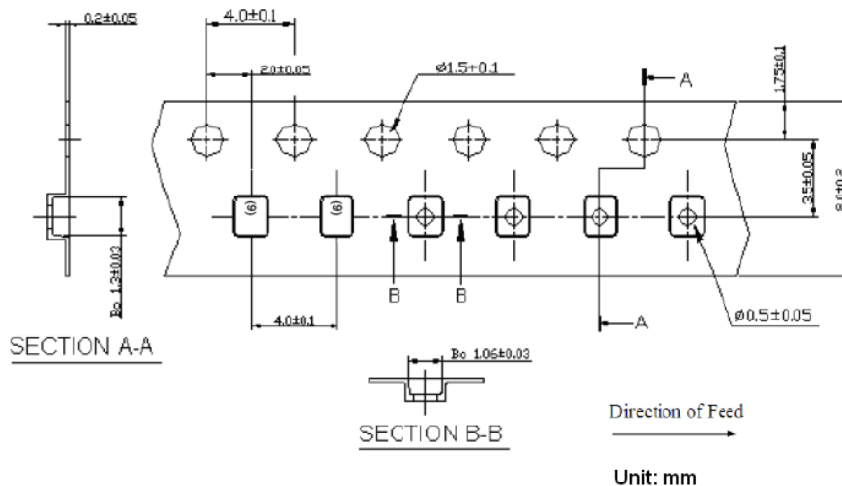 0.2±0.05
4.0±0.1
2.0±0.05
Ø1.5+0.1
A
1.75±0.1
3.5±0.05
(6)
(6)
B
B
Bo 1.3±0.03
4.0±0.1
A
Ø0.5±0.05
SECTION A-A
Bo 1.06±0.03
SECTION B-B
Direction of Feed
Unit: mm